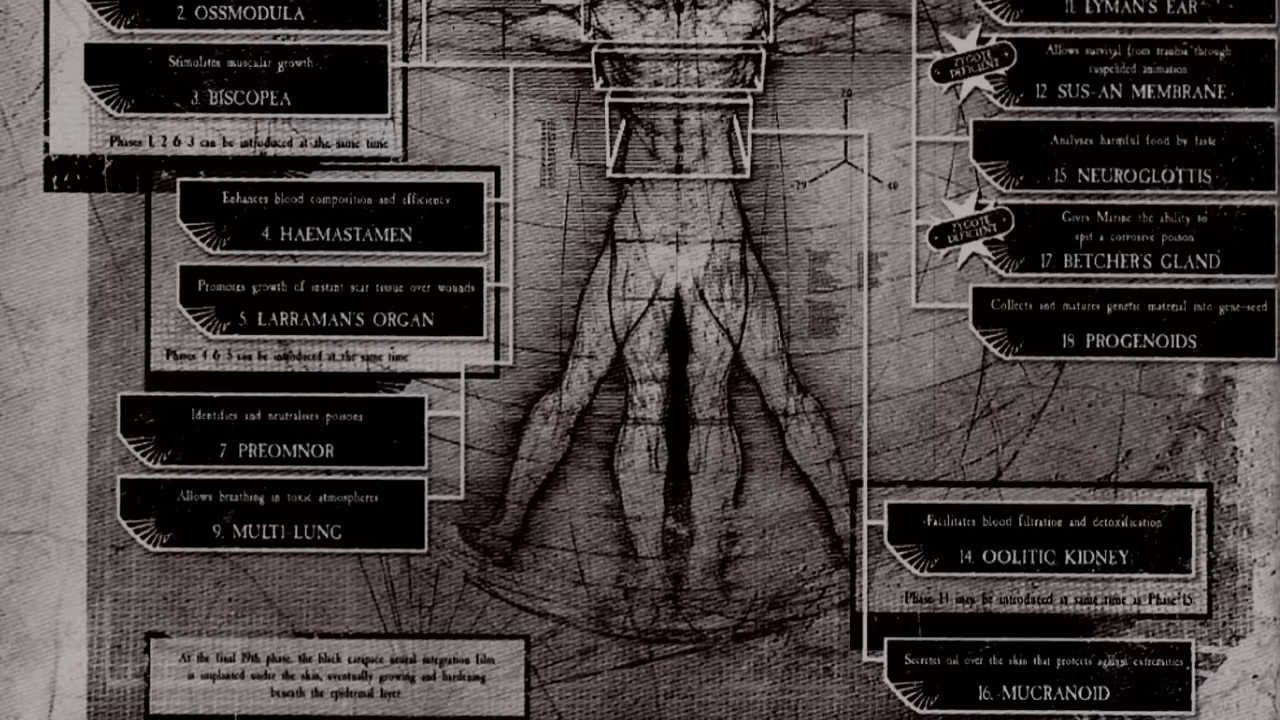 2. OSSMODULA
Stimulates muscular growth
3. BISCOPEA
Phases 1, 2 & 3 can be introduced at the same time
Enhances blood composition and efficiency
4. HAEMASTAMEN
Promotes growth of instant scar tissue over wounds
5. LARRAMAN'S ORGAN
Phases 4 & 5 can be introduced at the same time
Identifies and neutralises poisons
7. PREOMNOR
Allows breathing in toxic atmospheres
9. MULTI-LUNG
At the final 19th phase, the black carapace neural integration film
is implanted under the skin, eventually growing and hardening
beneath the epidermal layer
20
-29
40
11. LYMAN'S EAR
ZYGOTE
DEFICIENT
Allows survival from trauma through
suspended animation
12 SUS-AN MEMBRANE
Analyses harmful food by taste
15 NEUROGLOTTIS
ZYGOTE
DEFICIENT
Gives Marine the ability to
spit a corrosive poison
17. BETCHER'S GLAND
Collects and matures genetic material into gene-seed
18 PROGENOIDS
Facilitates blood filtration and detoxification
14. OOLITIC KIDNEY
Phase 14 may be introduced at same time as Phase 15
Secretes oil over the skin that protects against extremities
16. MUCRANOID